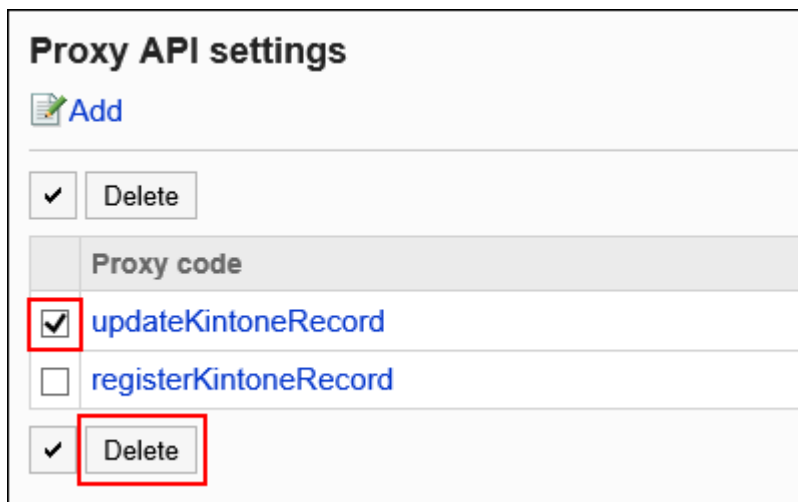 Proxy API settings
Add
Delete
Proxy code
updateKintoneRecord
registerKintoneRecord
Delete